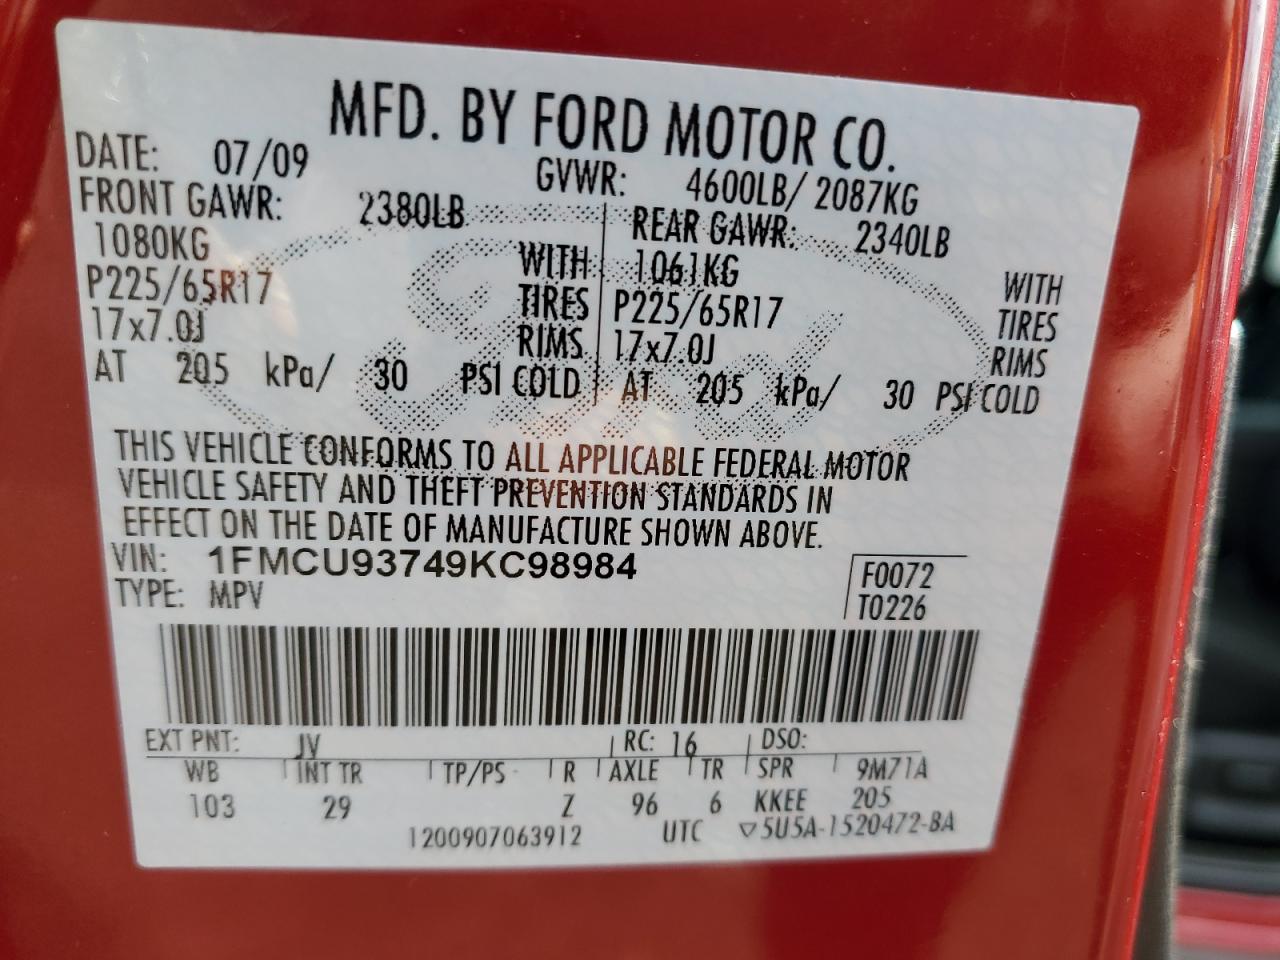 MFD. BY FORD MOTOR CO.
DATE: 07/09 GVWR: 4600LB/ 2087KG
FRONT GAWR: 2380LB REAR GAWR: 2340LB
1080KG WITH 1061KG WITH
P225/65R17 TIRES P225/65R17 TIRES
17x7.0J RIMS 17x7.0J RIMS
AT 205 kPa/ 30 PSI COLD AT 205 kPa/ 30 PSI COLD
THIS VEHICLE CONFORMS TO ALL APPLICABLE FEDERAL MOTOR
VEHICLE SAFETY AND THEFT PREVENTION STANDARDS IN
EFFECT ON THE DATE OF MANUFACTURE SHOWN ABOVE.
VIN: 1FMCU93749KC98984
TYPE: MPV
F0072
T0226
EXT PNT: JV RC: 16 DSO:
WB INT TR TP/PS R AXLE TR SPR 9M71A
103 29 Z 96 6 KKEE 205
1200907063912 UTC ▽5U5A-1520472-BA